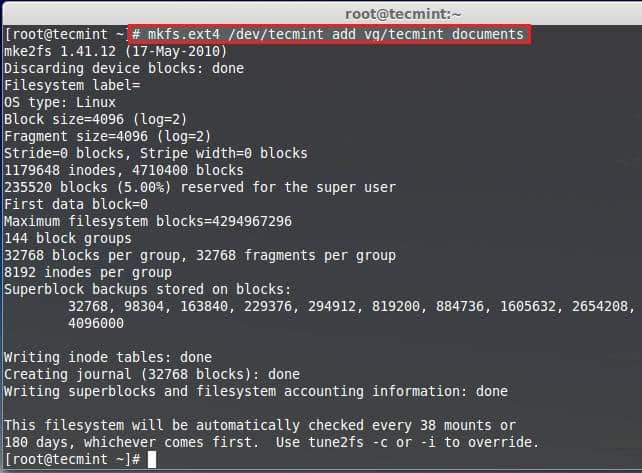 root@tecmint:~
[root@tecmint ~]# mkfs.ext4 /dev/tecmint add vg/tecmint documents
mke2fs 1.41.12 (17-May-2010)
Discarding device blocks: done
Filesystem label=
OS type: Linux
Block size=4096 (log=2)
Fragment size=4096 (log=2)
Stride=0 blocks, Stripe width=0 blocks
1179648 inodes, 4710400 blocks
235520 blocks (5.00%) reserved for the super user
First data block=0
Maximum filesystem blocks=4294967296
144 block groups
32768 blocks per group, 32768 fragments per group
8192 inodes per group
Superblock backups stored on blocks:
32768, 98304, 163840, 229376, 294912, 819200, 884736, 1605632, 2654208,
4096000
Writing inode tables: done
Creating journal (32768 blocks): done
Writing superblocks and filesystem accounting information: done
This filesystem will be automatically checked every 38 mounts or
180 days, whichever comes first.  Use tune2fs -c or -i to override.
[root@tecmint ~]#